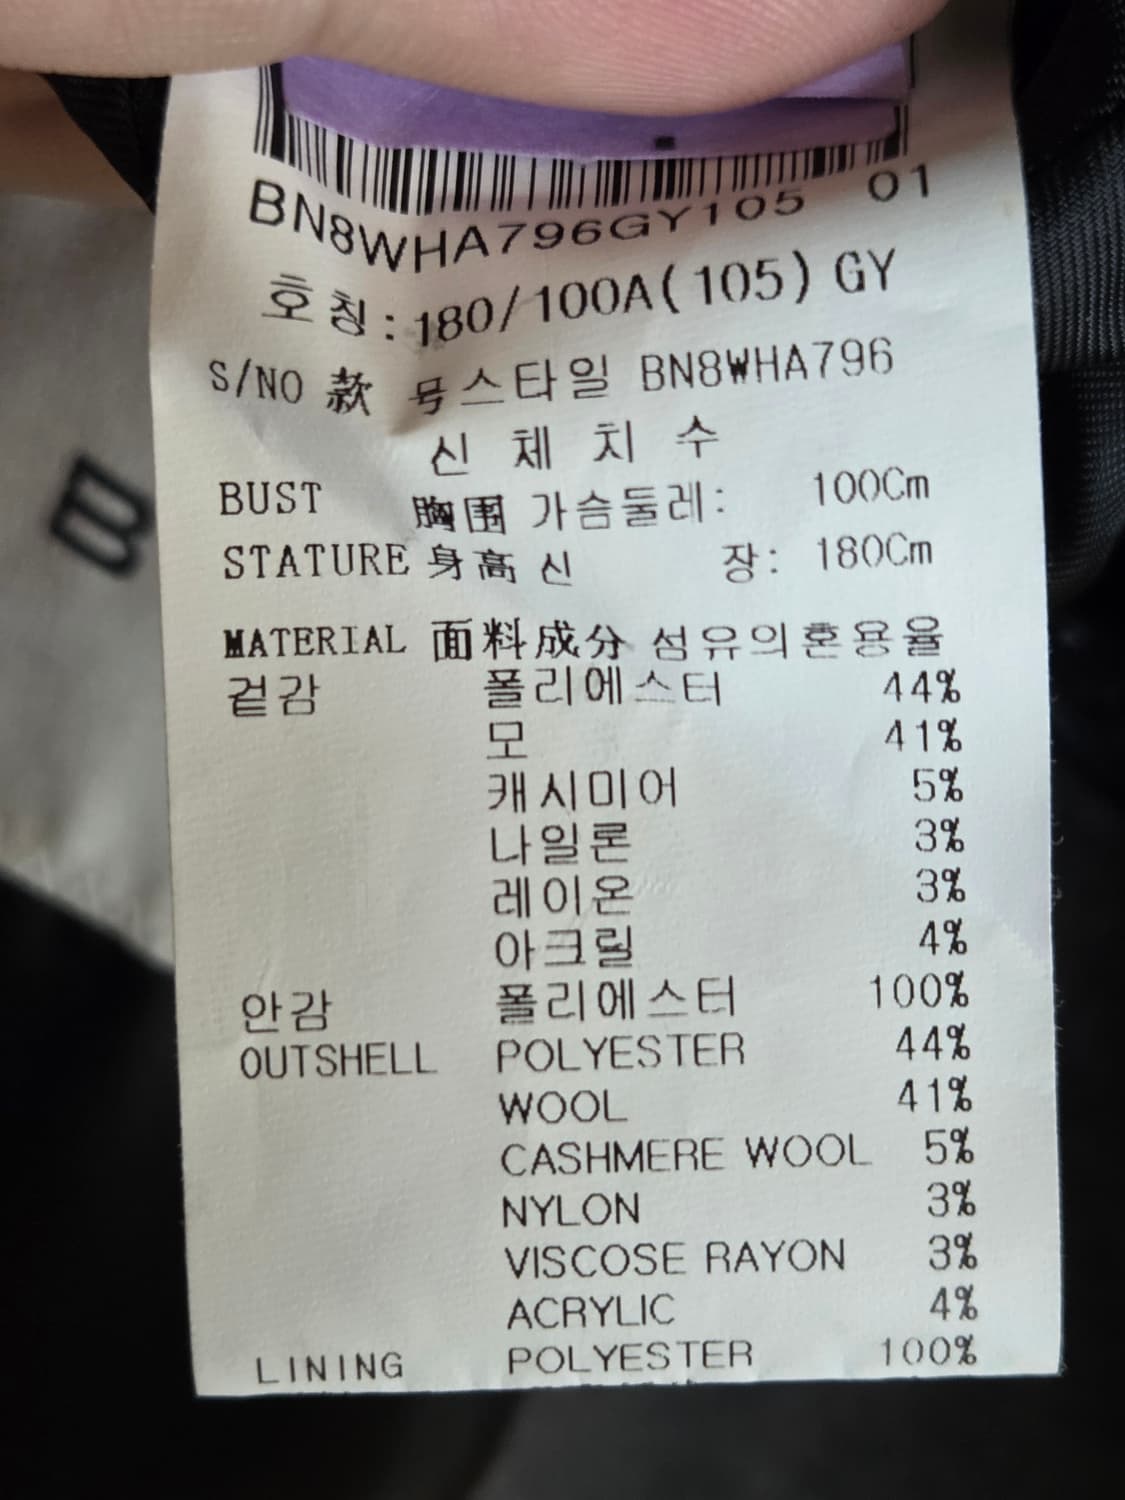 BN8WHA796GY105 01
호칭:180/100A(105) GY
S/NO 款 号스타일 BN8WHA796
신 체 치 수
BUST 胸围 가슴둘레: 100Cm
STATURE 身高 신 장: 180Cm
MATERIAL 面料成分 섬유의혼용율
겉감 폴리에스터 44%
모 41%
캐시미어 5%
나일론 3%
레이온 3%
아크릴 4%
안감 폴리에스터 100%
OUTSHELL POLYESTER 44%
WOOL 41%
CASHMERE WOOL 5%
NYLON 3%
VISCOSE RAYON 3%
ACRYLIC 4%
LINING POLYESTER 100%
B